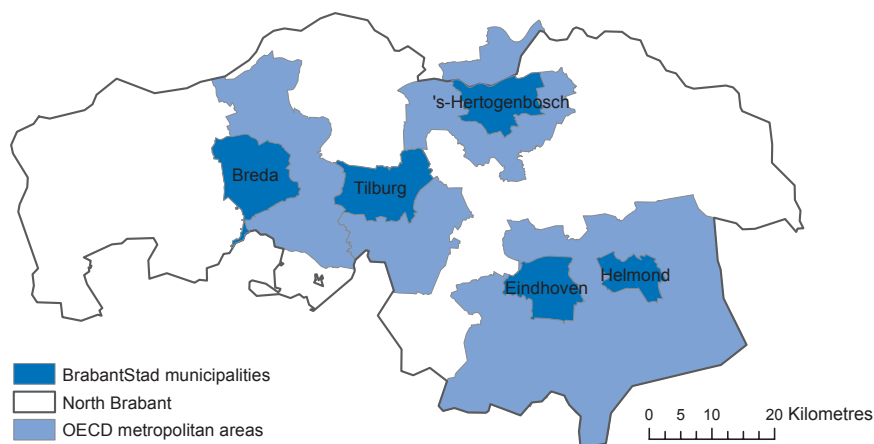 's-Hertogenbosch
Breda
Tilburg
Eindhoven
Helmond
BrabantStad municipalities
North Brabant
OECD metropolitan areas
0 5 10 20 Kilometres